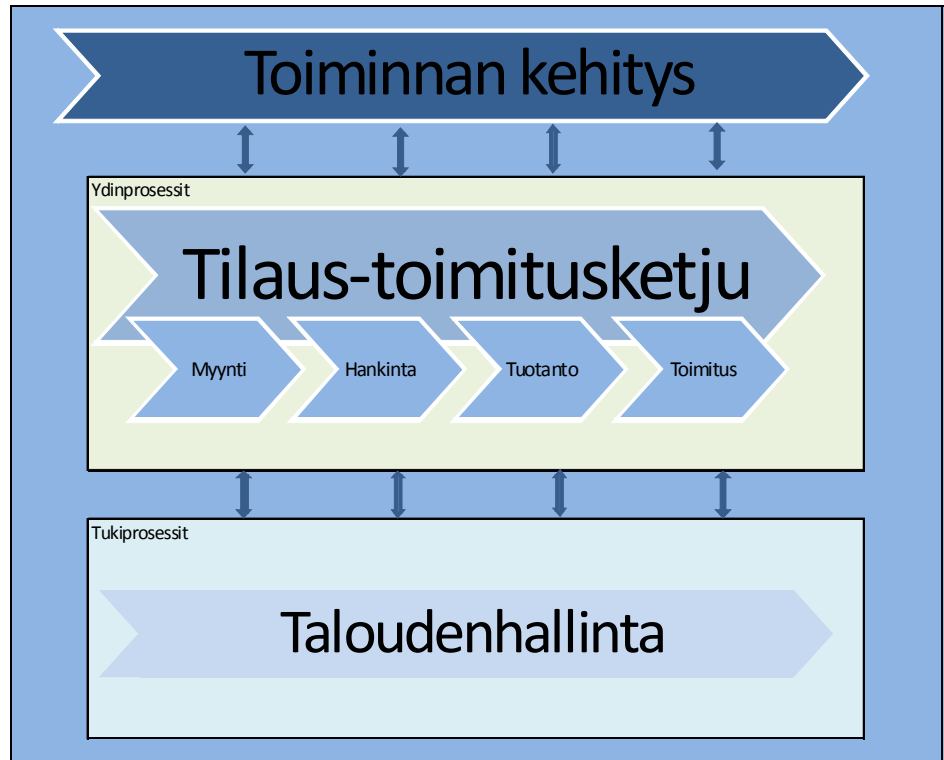 Toiminnan kehitys
Ydinprosessit
Tilaus-toimitusketju
Myynti
Hankinta
Tuotanto
Toimitus
Tukiprosessit
Taloudenhallinta